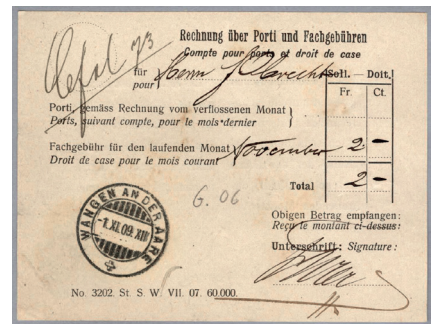 Rechnung über Porti und Fachgebühren
Compte pour ports et droit de case
für Herrn
pour
Soll. — Doit.
Fr. Ct.
Porti, gemäss Rechnung vom verflossenen Monat
Ports, suivant compte, pour le mois dernier
Fachgebühr für den laufenden Monat November 2 -
Droit de case pour le mois courant
Total 2 -
WANGEN AN DER AARE
-1.XI.09.XII
6.06
Obigen Betrag empfangen:
Reçu le montant ci-dessus:
Unterschrift: Signature:
No. 3202. St. S. W. VII. 07. 60.000.